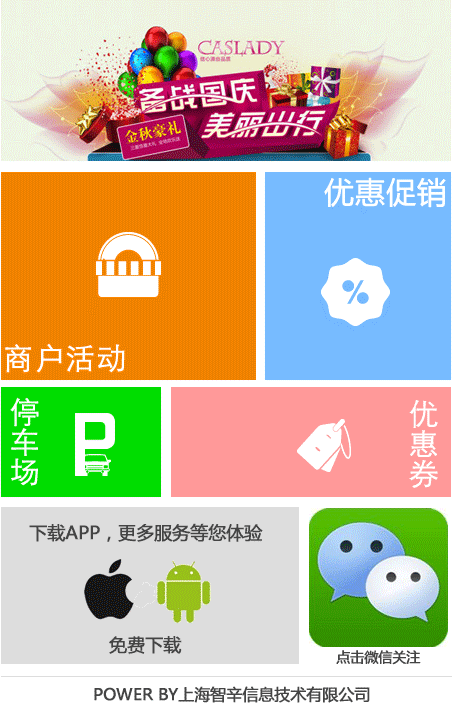 CASLADY
备战国庆
美丽出行
金秋豪礼
优惠促销
%
商户活动
停车场
P
优惠券
下载APP，更多服务等您体验
免费下载
点击微信关注
POWER BY上海智辛信息技术有限公司